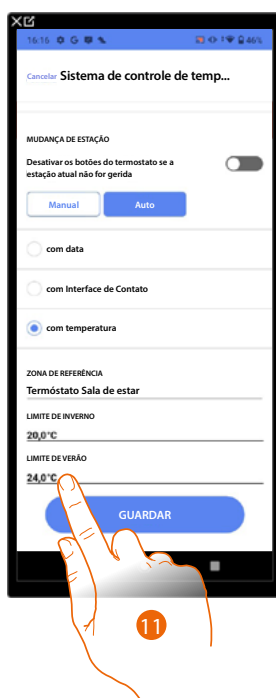 16:16 G 46%
Cancelar Sistema de controle de temp...
MUDANÇA DE ESTAÇÃO
Desativar os botões do termostato se a
estação atual não for gerida
Manual Auto
com data
com Interface de Contato
com temperatura
ZONA DE REFERÊNCIA
Termóstato Sala de estar
LIMITE DE INVERNO
20,0°C
LIMITE DE VERÃO
24,0°C
GUARDAR
11